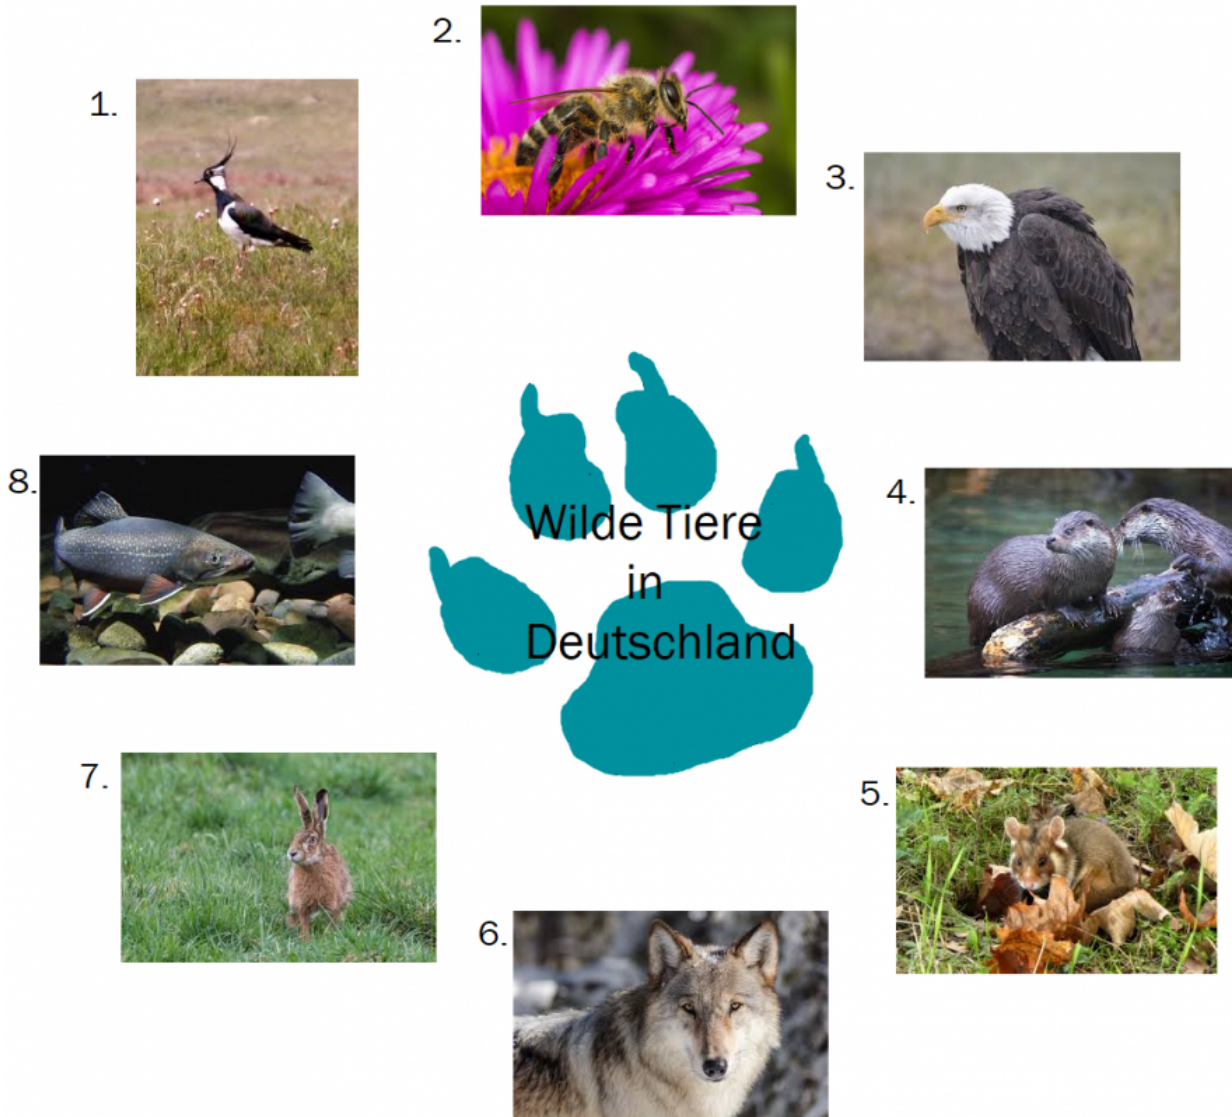 1.
2.
3.
4.
5.
6.
7.
8.
Wilde Tiere
in
Deutschland